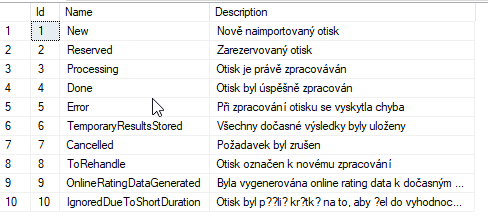 Id Name Description
1 1 New Nově naimportovaný otisk
2 2 Reserved Zarezervovaný otisk
3 3 Processing Otisk je právě zpracováván
4 4 Done Otisk byl úspěšně zpracován
5 5 Error Při zpracování otisku se vyskytla chyba
6 6 TemporaryResultsStored Všechny dočasné výsledky byly uloženy
7 7 Cancelled Požadavek byl zrušen
8 8 ToRehandle Otisk označen k novému zpracování
9 9 OnlineRatingDataGenerated Byla vygenerována online rating data k dočasným ...
10 10 IgnoredDueToShortDuration Otisk byl p??li? kr?tk? na to, aby ?el do vyhodnoc...